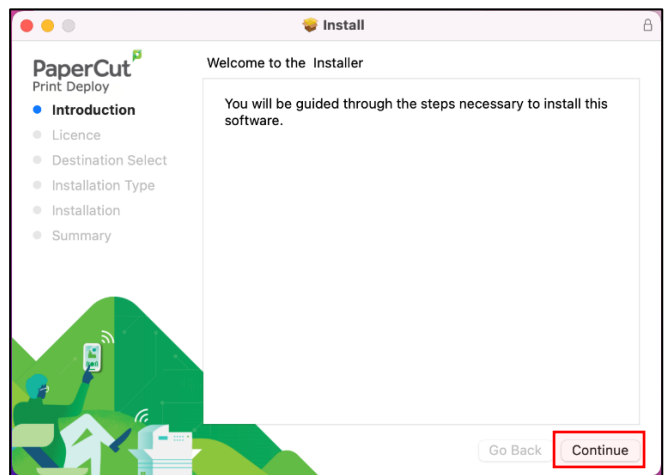 Install
PaperCut
Print Deploy
Introduction
Licence
Destination Select
Installation Type
Installation
Summary
Welcome to the Installer
You will be guided through the steps necessary to install this
software.
Go Back
Continue